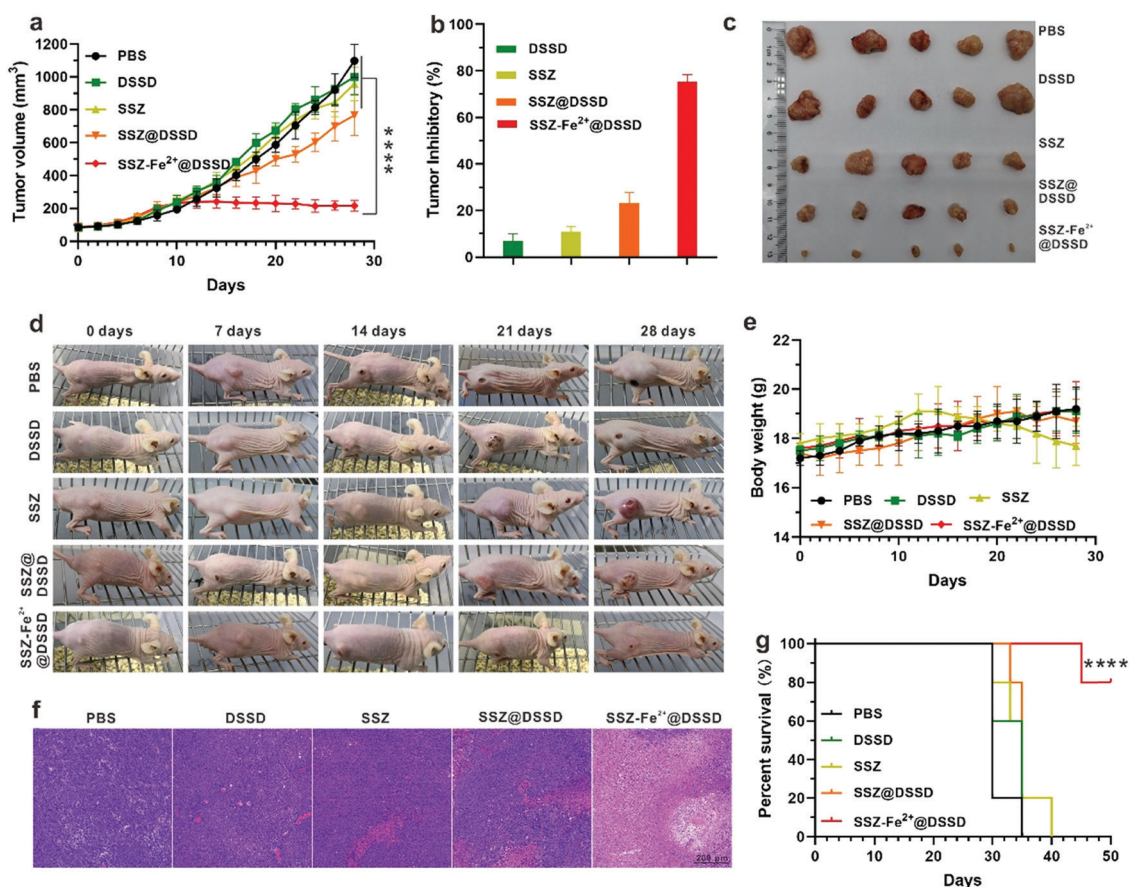 a
1200
1000
800
600
400
200
0
Tumor volume (mm³)
PBS
DSSD
SSZ
SSZ@DSSD
SSZ-Fe²⁺@DSSD
****
0 10 20 30
Days
b
100
80
60
40
20
0
Tumor Inhibitory (%)
DSSD
SSZ
SSZ@DSSD
SSZ-Fe²⁺@DSSD
c
PBS
DSSD
SSZ
SSZ@
DSSD
SSZ-Fe²⁺
@DSSD
d
0 days 7 days 14 days 21 days 28 days
PBS
DSSD
SSZ
SSZ@
DSSD
SSZ-Fe²⁺
@DSSD
e
22
20
18
16
14
Body weight (g)
PBS DSSD SSZ
SSZ@DSSD SSZ-Fe²⁺@DSSD
0 10 20 30
Days
f
PBS DSSD SSZ SSZ@DSSD SSZ-Fe²⁺@DSSD
200 μm
g
100
80
60
40
20
0
Percent survival (%)
****
PBS
DSSD
SSZ
SSZ@DSSD
SSZ-Fe²⁺@DSSD
0 10 20 30 40 50
Days